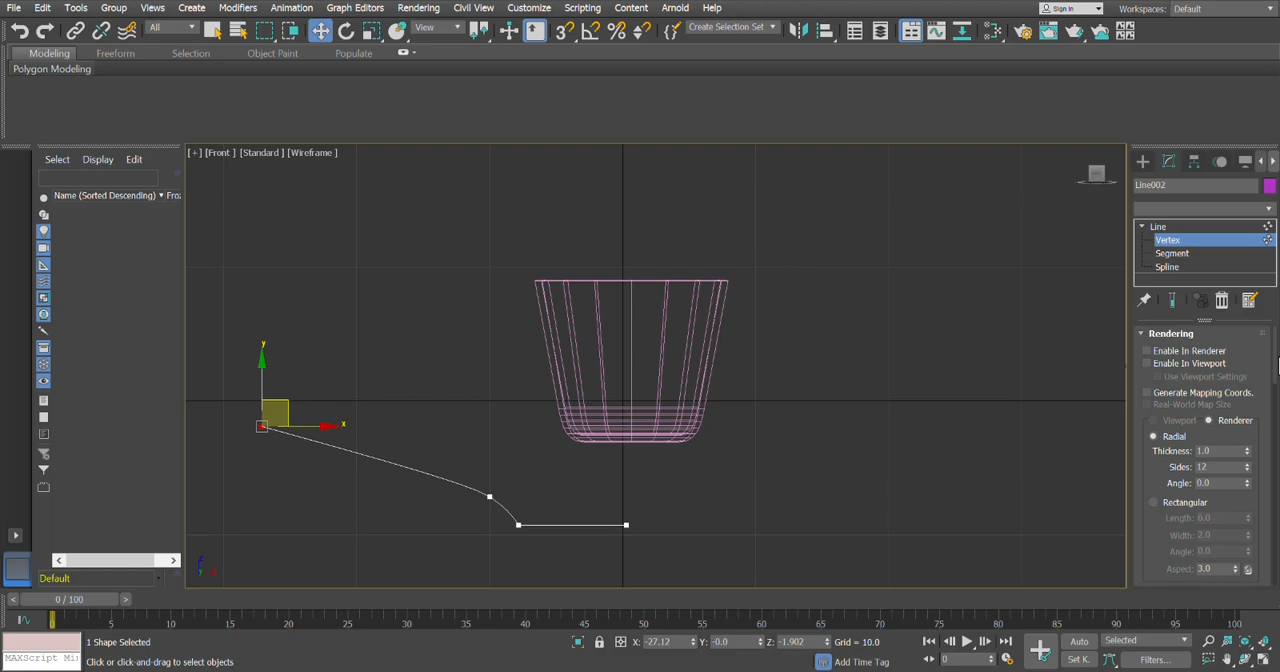 File Edit Tools Group Views Create Modifiers Animation Graph Editors Rendering Civil View Customize Scripting Content Arnold Help Sign In Workspaces: Default
All View Create Selection Set
Modeling Freeform Selection Object Paint Populate
Polygon Modeling
Select Display Edit
[+] [Front ] [Standard ] [Wireframe ]
Line002
Name (Sorted Descending) Fro
Line
Vertex
Segment
Spline
Rendering
Enable In Renderer
Enable In Viewport
Use Viewport Settings
Generate Mapping Coords.
Real-World Map Size
Viewport Renderer
Radial
Thickness: 1.0
Sides: 12
Angle: 0.0
Rectangular
Length: 6.0
Width: 2.0
Angle: 0.0
Aspect: 3.0
y
x
Default
0 / 100
0 5 10 15 20 25 30 35 40 45 50 55 60 65 70 75 80 85 90 95 100
1 Shape Selected X: -27.12 Y: -0.0 Z: -1.902 Grid = 10.0 Auto Selected
MAXScript Mi Click or click-and-drag to select objects Add Time Tag 0 Set K. Filters...